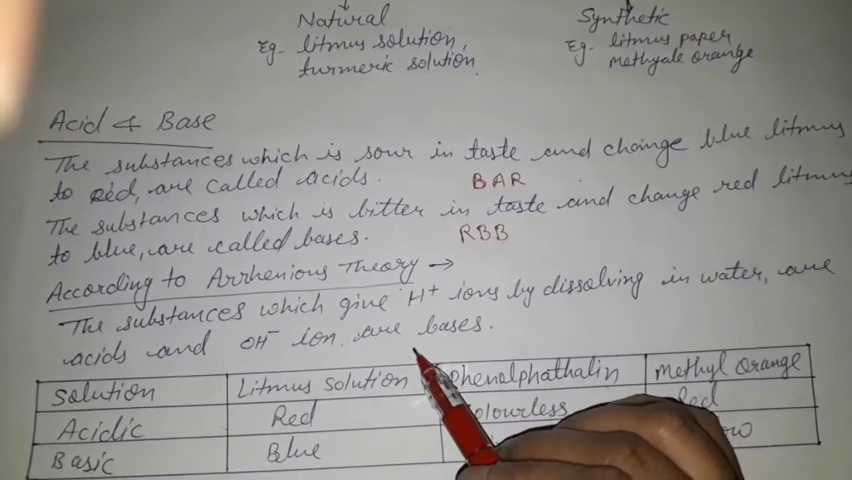 Natural
Synthetic
Eg- litmus solution,
turmeric solution.
Eg- litmus paper
methyale orange
Acid & Base
The substances which is sour in taste and change blue litmus
to red, are called acids.
BAR
The substances which is bitter in taste and change red litmus
to blue, are called bases.
RBB
According to Arrhenious Theory →
The substances which give H+ ions by dissolving in water, are
acids and OH- ion. are bases.
Solution Litmus solution phenalphathalin methyl orange
Acidic Red colourless Red
Basic Blue